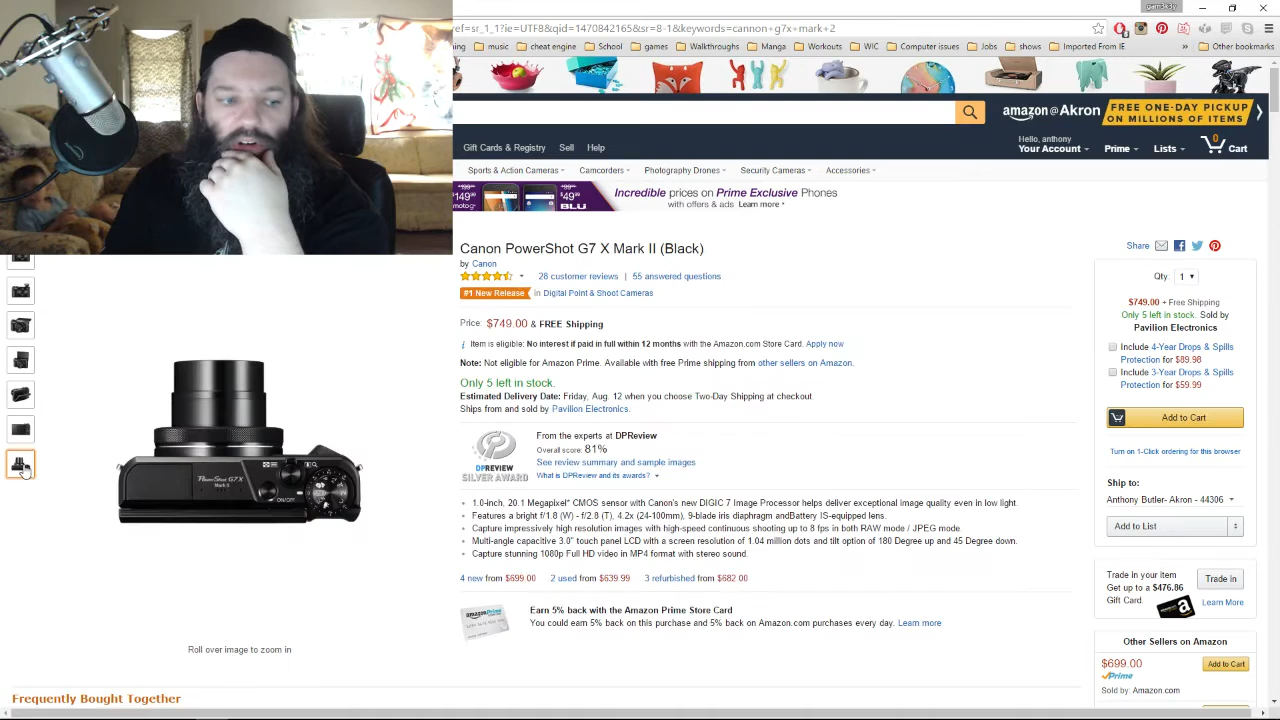 gam3kdy
ref=sr_1_1?ie=UTF8&qid=1470842165&sr=8-1&keywords=cannon+g7x+mark+2
music
cheat engine
School
games
Walkthroughs
Manga
Workouts
WIC
Computer
Jobs
shows
Imported From IE
Other bookmarks
amazon@Akron
FREE ONE-DAY PICKUP
ON MILLIONS OF ITEMS
Gift Cards & Registry
Sell
Help
Hello, anthony
Your Account
Prime
Lists
0
Cart
Sports & Action Cameras
Camcorders
Photography Drones
Security Cameras
Accessories
$149
$49
BLU
Incredible prices on Prime Exclusive Phones
with offers & ads Learn more
Canon PowerShot G7 X Mark II (Black)
by Canon
28 customer reviews | 55 answered questions
#1 New Release in Digital Point & Shoot Cameras
Price: $749.00 & FREE Shipping
Item is eligible: No interest if paid in full within 12 months with the Amazon.com Store Card. Apply now
Note: Not eligible for Amazon Prime. Available with free Prime shipping from other sellers on Amazon.
Only 5 left in stock.
Estimated Delivery Date: Friday, Aug. 12 when you choose Two-Day Shipping at checkout.
Ships from and sold by Pavilion Electronics.
DPREVIEW
SILVER AWARD
From the experts at DPReview
Overall score: 81%
See review summary and sample images
What is DPReview and its awards?
1.0-inch, 20.1 Megapixel* CMOS sensor with Canon's new DIGIC 7 Image Processor helps deliver exceptional image quality even in low light.
Features a bright f/1.8 (W) - f/2.8 (T), 4.2x (24-100mm), 9-blade iris diaphragm andBattery IS-equipped lens.
Capture impressively high resolution images with high-speed continuous shooting up to 8 fps in both RAW mode / JPEG mode.
Multi-angle capacitive 3.0" touch panel LCD with a screen resolution of 1.04 million dots and tilt option of 180 Degree up and 45 Degree down.
Capture stunning 1080p Full HD video in MP4 format with stereo sound.
4 new from $699.00
2 used from $639.99
3 refurbished from $682.00
Earn 5% back with the Amazon Prime Store Card
You could earn 5% back on this purchase and 5% back on Amazon.com purchases every day. Learn more
PowerShot G7 X
Mark II
ON/OFF
Roll over image to zoom in
Frequently Bought Together
Share
Qty: 1
$749.00 + Free Shipping
Only 5 left in stock. Sold by
Pavilion Electronics
Include 4-Year Drops & Spills
Protection for $89.98
Include 3-Year Drops & Spills
Protection for $59.99
Add to Cart
Turn on 1-Click ordering for this browser
Ship to:
Anthony Butler- Akron - 44306
Add to List
Trade in your item
Get up to a $476.86
Gift Card.
Trade in
Learn More
Other Sellers on Amazon
$699.00
Add to Cart
Prime
Sold by: Amazon.com